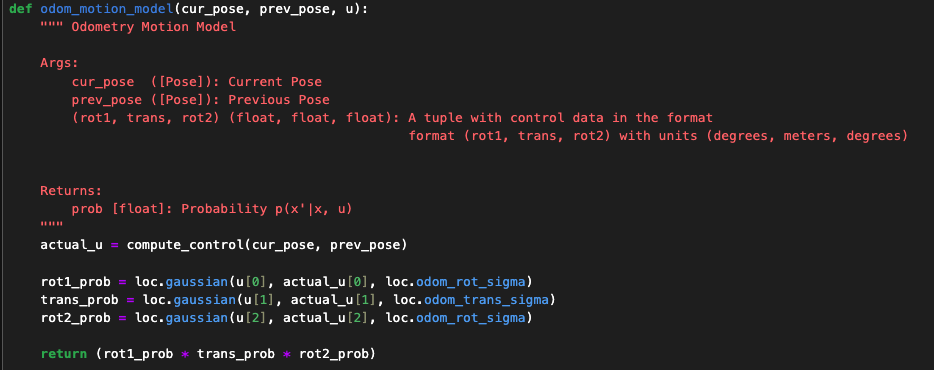 def odom_motion_model(cur_pose, prev_pose, u):
    """ Odometry Motion Model

    Args:
        cur_pose  ([Pose]): Current Pose
        prev_pose ([Pose]): Previous Pose
        (rot1, trans, rot2) (float, float, float): A tuple with control data in the format
                                                   format (rot1, trans, rot2) with units (degrees, meters, degrees)


    Returns:
        prob [float]: Probability p(x'|x, u)
    """
    actual_u = compute_control(cur_pose, prev_pose)

    rot1_prob = loc.gaussian(u[0], actual_u[0], loc.odom_rot_sigma)
    trans_prob = loc.gaussian(u[1], actual_u[1], loc.odom_trans_sigma)
    rot2_prob = loc.gaussian(u[2], actual_u[2], loc.odom_rot_sigma)

    return (rot1_prob * trans_prob * rot2_prob)